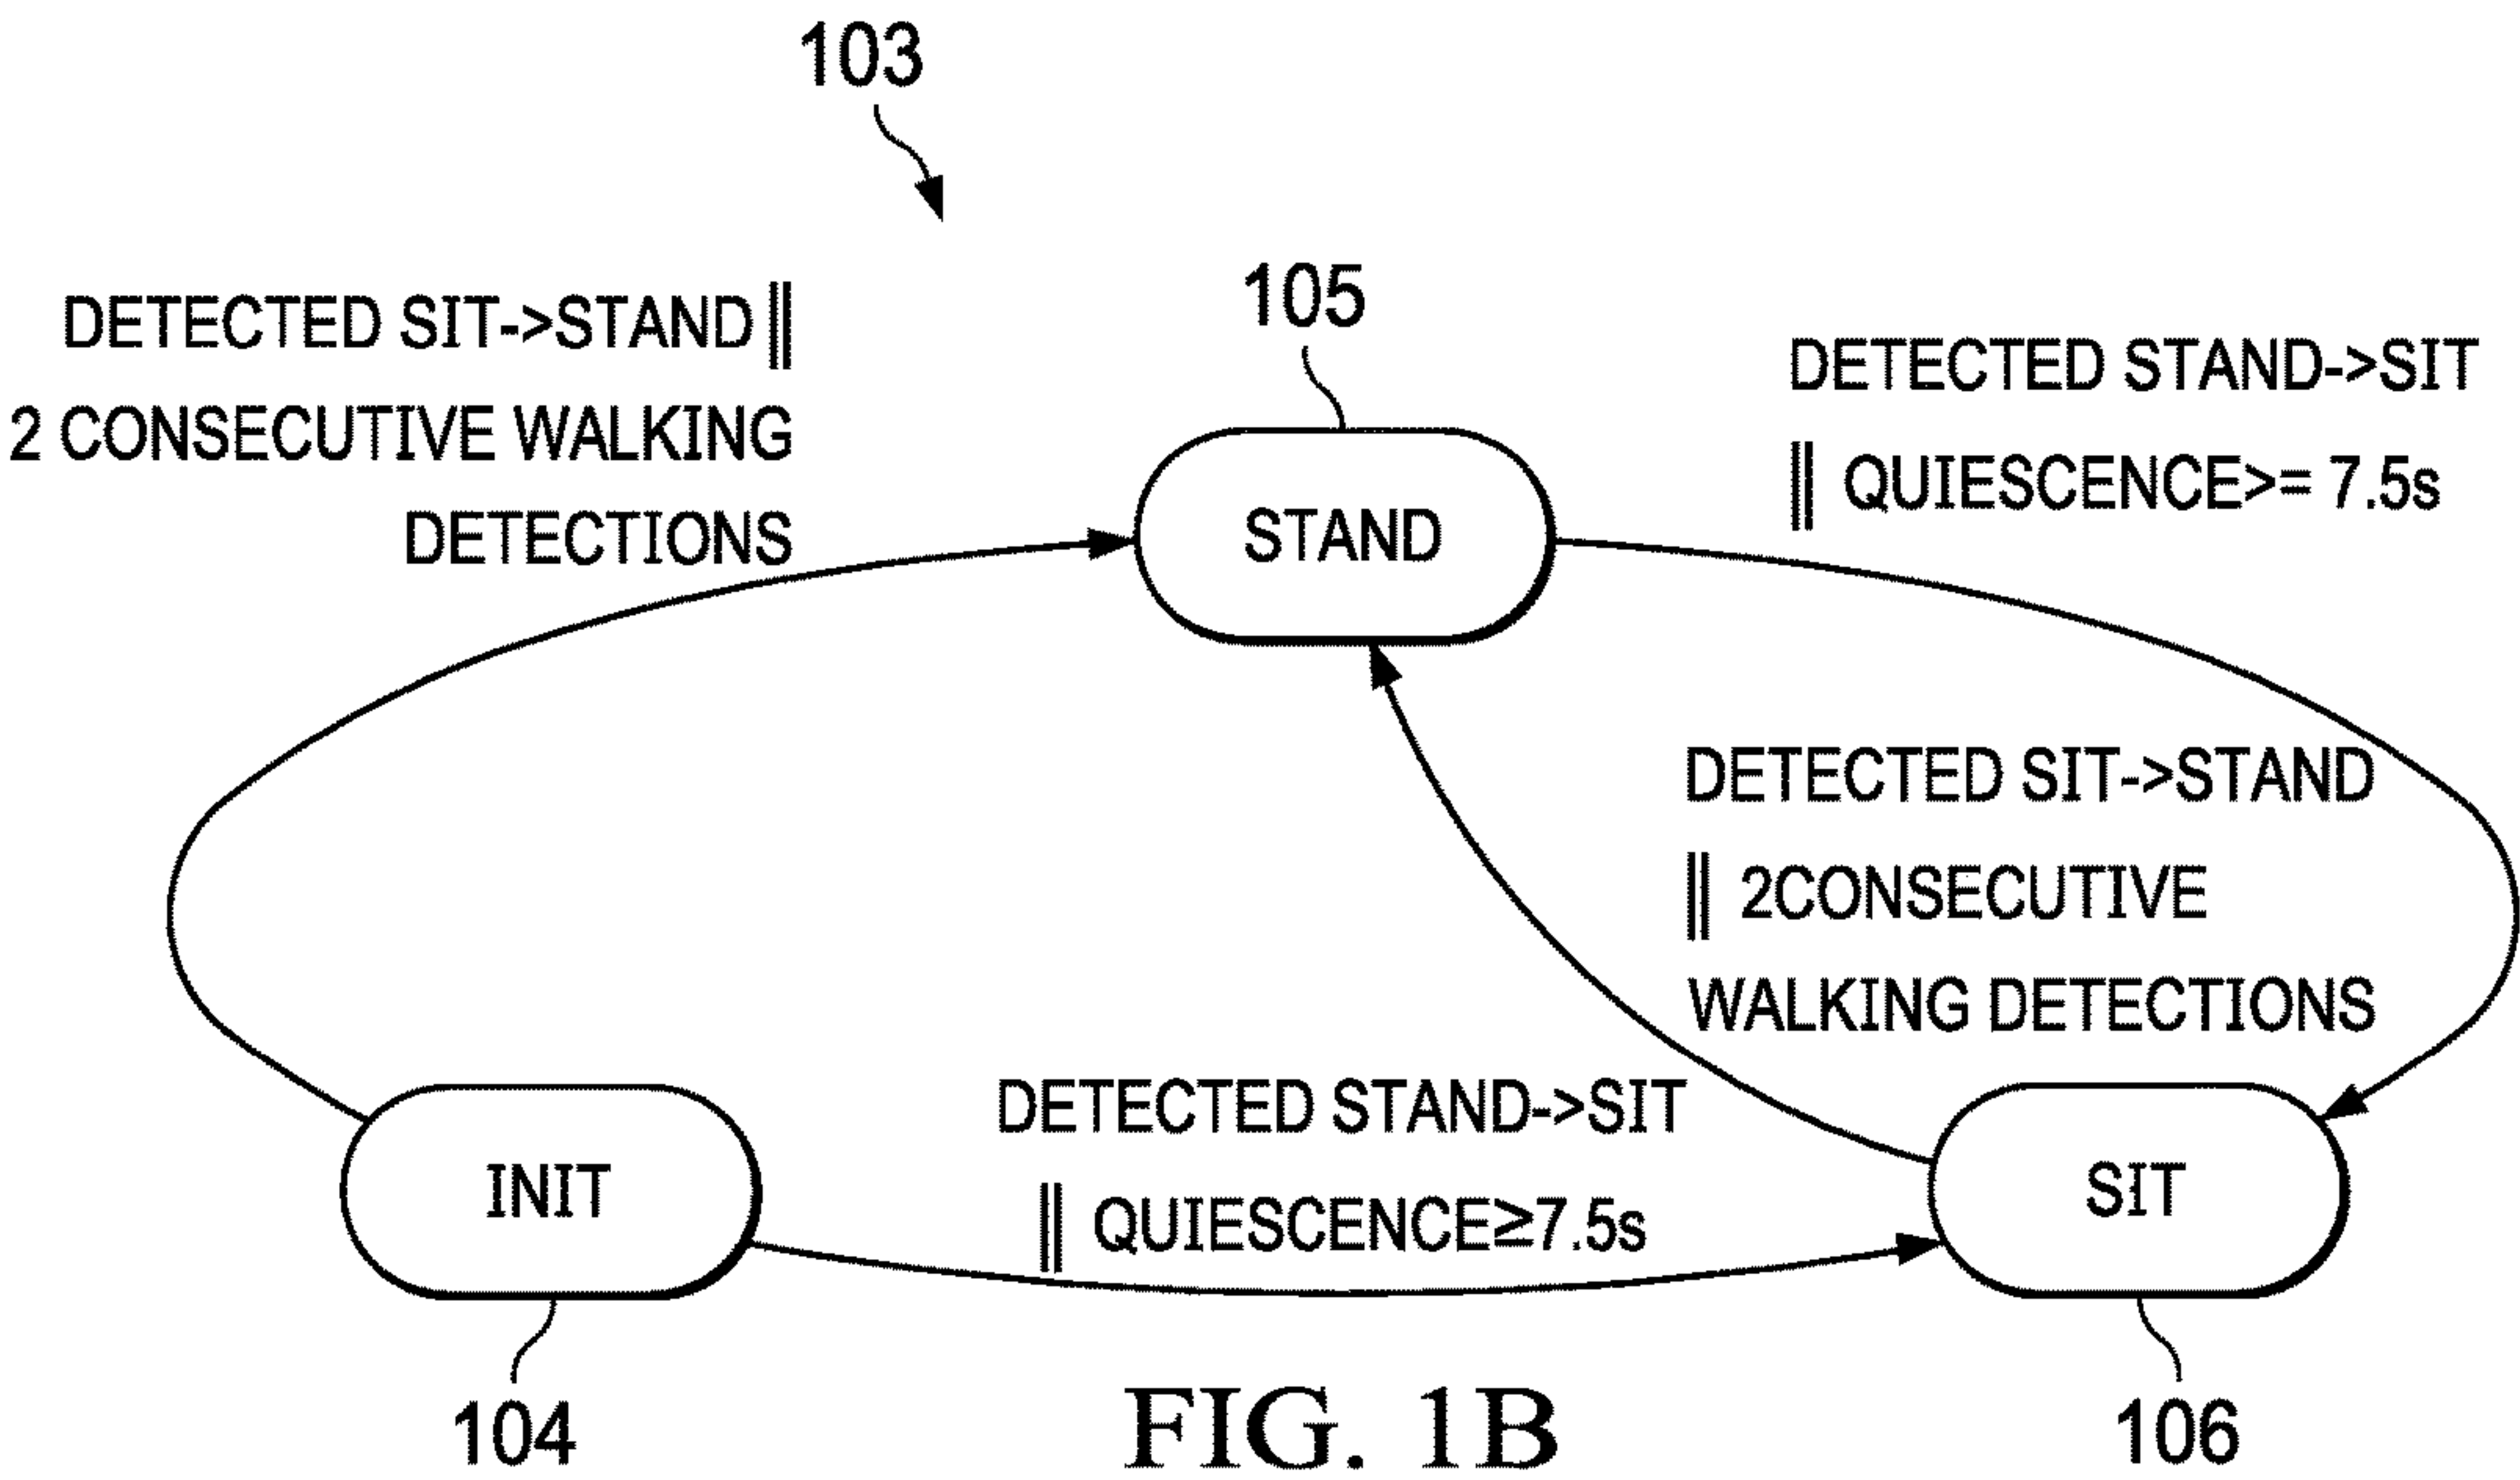 103
DETECTED SIT->STAND ||
2 CONSECUTIVE WALKING
DETECTIONS
105
DETECTED STAND->SIT
|| QUIESCENCE>= 7.5s
STAND
DETECTED SIT->STAND
|| 2CONSECUTIVE
WALKING DETECTIONS
DETECTED STAND->SIT
|| QUIESCENCE≥7.5s
INIT
SIT
104
106
FIG. 1B